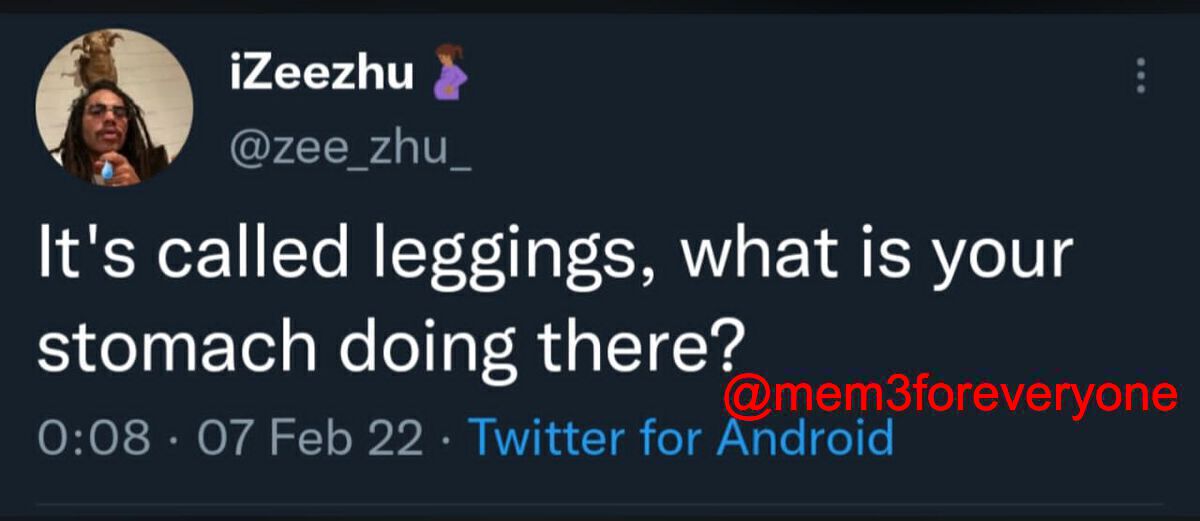 iZeezhu 🤰🏽
@zee_zhu_
It's called leggings, what is your
stomach doing there?
@mem3foreveryone
0:08 · 07 Feb 22 · Twitter for Android